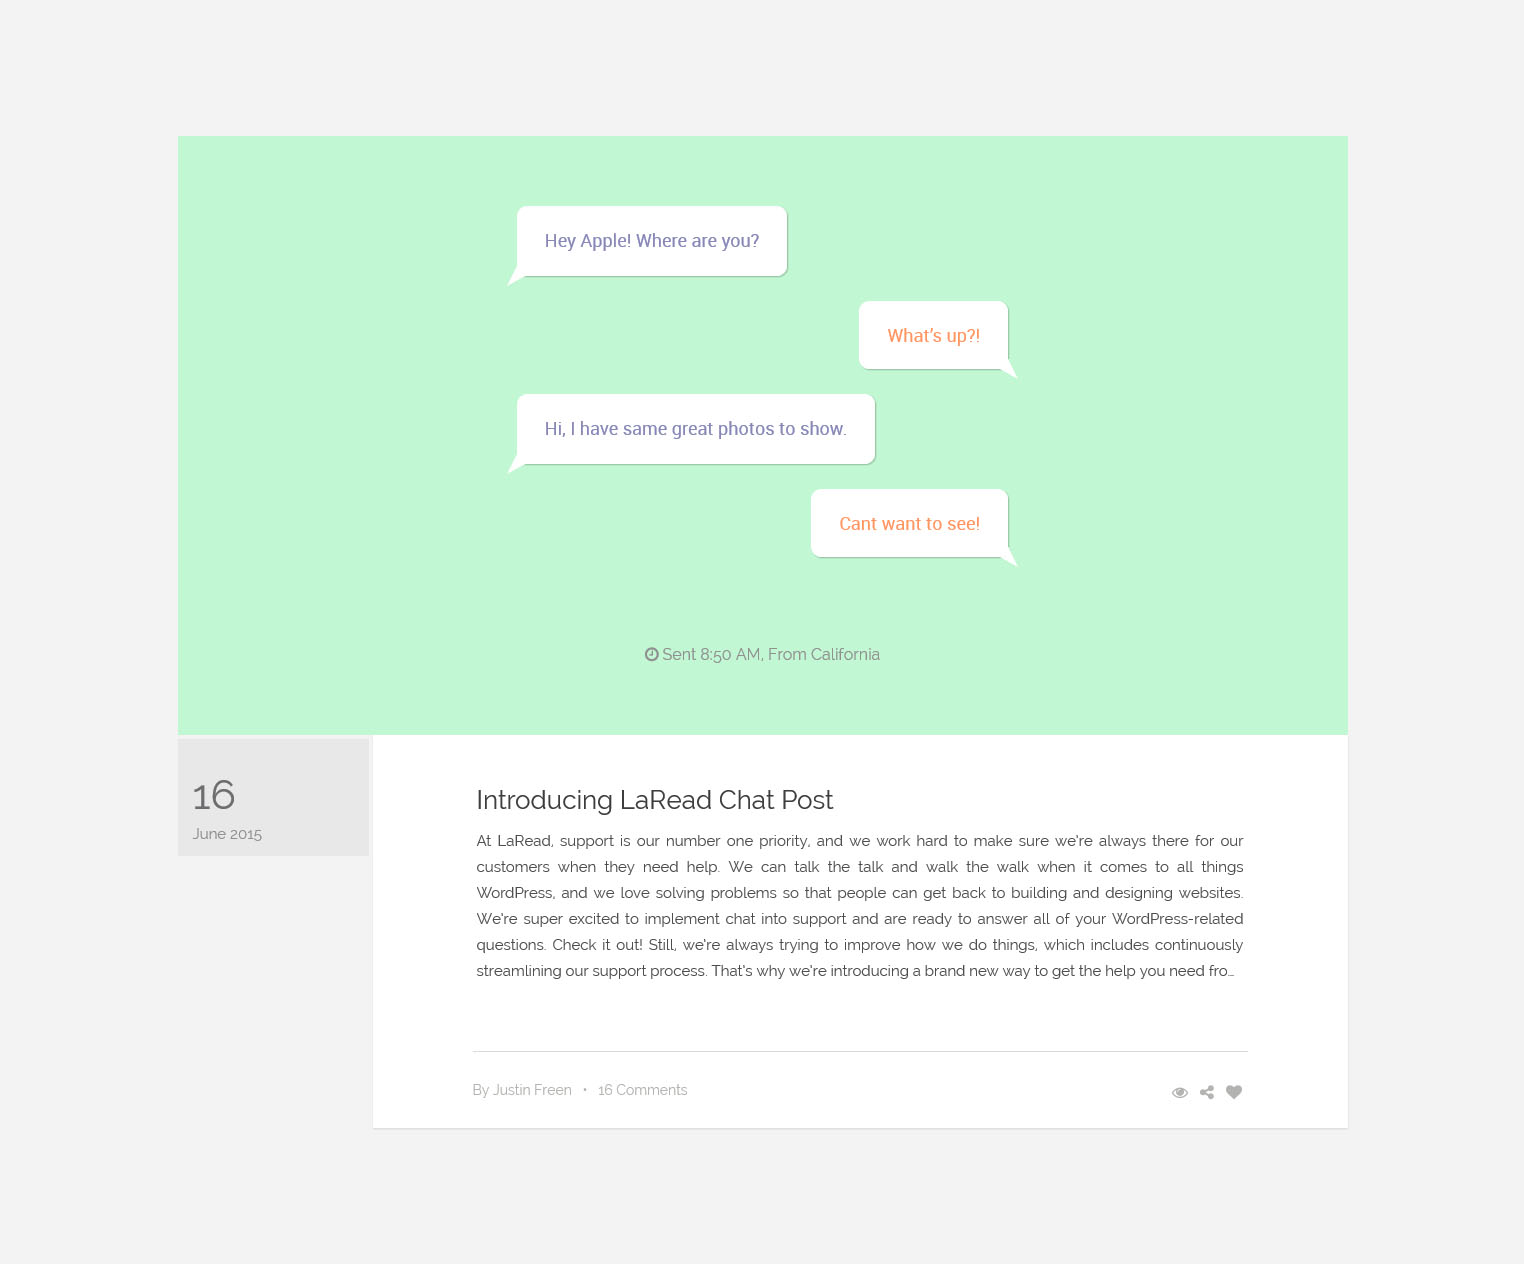 Hey Apple! Where are you?
What's up?!
Hi, I have same great photos to show.
Cant want to see!
Sent 8:50 AM, From California
16
June 2015
Introducing LaRead Chat Post
At LaRead, support is our number one priority, and we work hard to make sure we're always there for our
customers when they need help. We can talk the talk and walk the walk when it comes to all things
WordPress, and we love solving problems so that people can get back to building and designing websites.
We're super excited to implement chat into support and are ready to answer all of your WordPress-related
questions. Check it out! Still, we're always trying to improve how we do things, which includes continuously
streamlining our support process. That's why we're introducing a brand new way to get the help you need fro...
By Justin Freen • 16 Comments